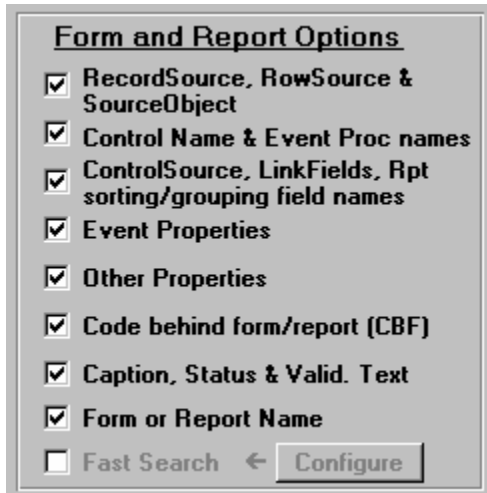 Form and Report Options
RecordSource, RowSource &
SourceObject
Control Name & Event Proc names
ControlSource, LinkFields, Rpt
sorting/grouping field names
Event Properties
Other Properties
Code behind form/report (CBF)
Caption, Status & Valid. Text
Form or Report Name
Fast Search ← Configure